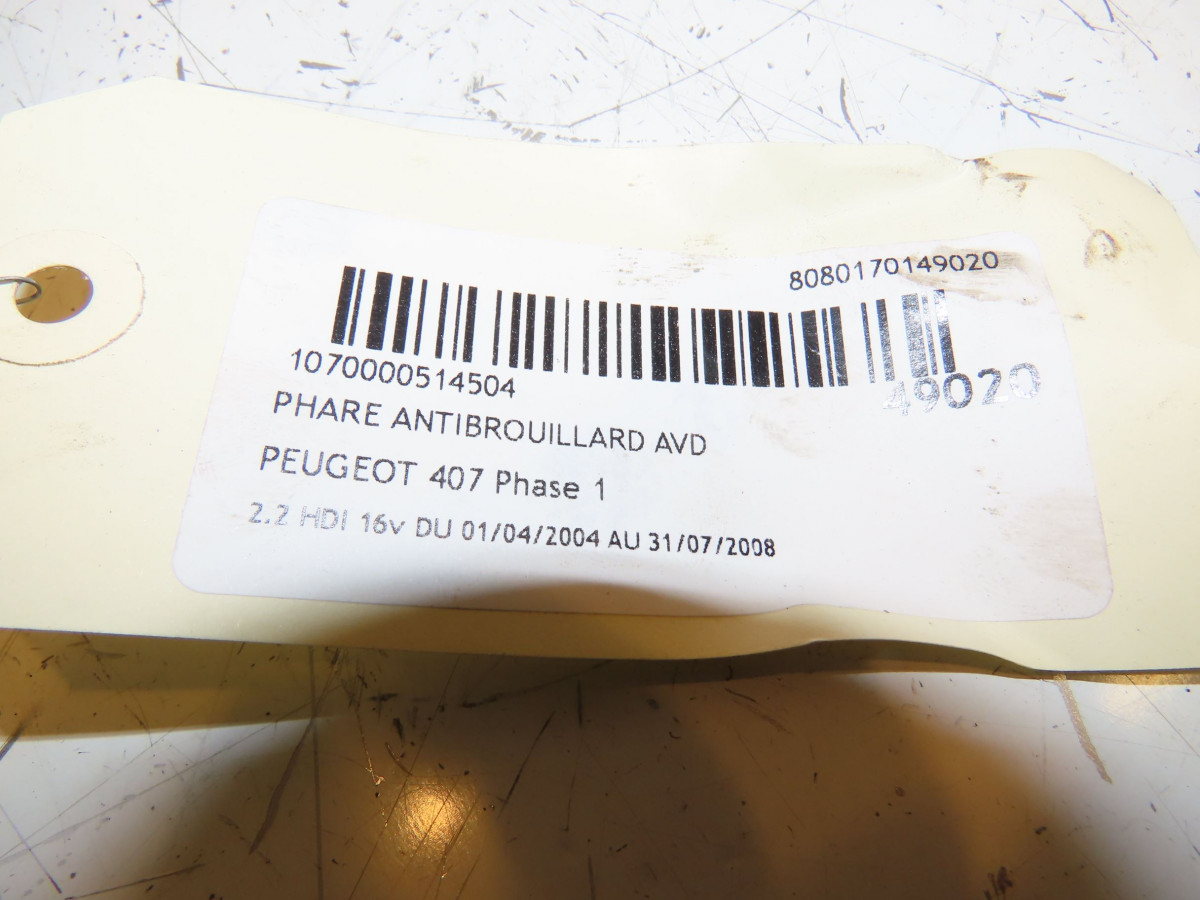 8080170149020
1070000514504
49020
PHARE ANTIBROUILLARD AVD
PEUGEOT 407 Phase 1
2.2 HDI 16v DU 01/04/2004 AU 31/07/2008